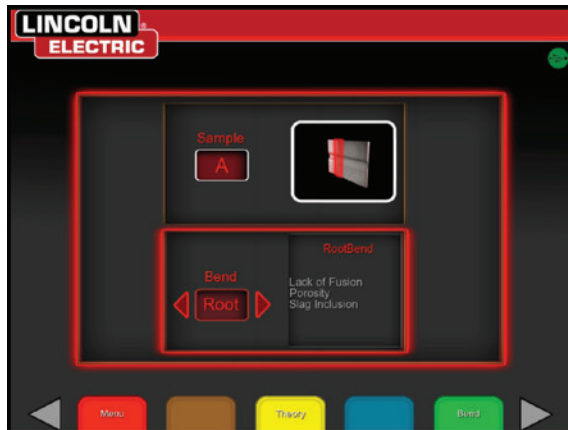 LINCOLN
ELECTRIC
Sample
A
RootBend
Bend
Root
Lack of Fusion
Porosity
Slag Inclusion
Menu
Theory
Bend